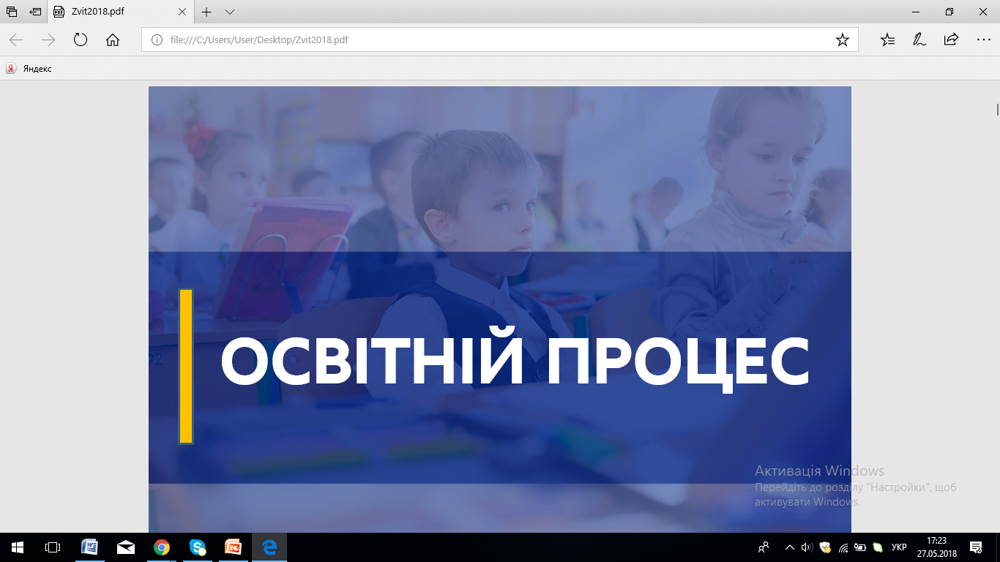 Zvit2018.pdf
file:///C:/Users/User/Desktop/Zvit2018.pdf
Яндекс
72
ОСВІТНІЙ ПРОЦЕС
Активація Windows
Перейдіть до розділу "Настройки", щоб
активувати Windows.
УКР
17:23
27.05.2018